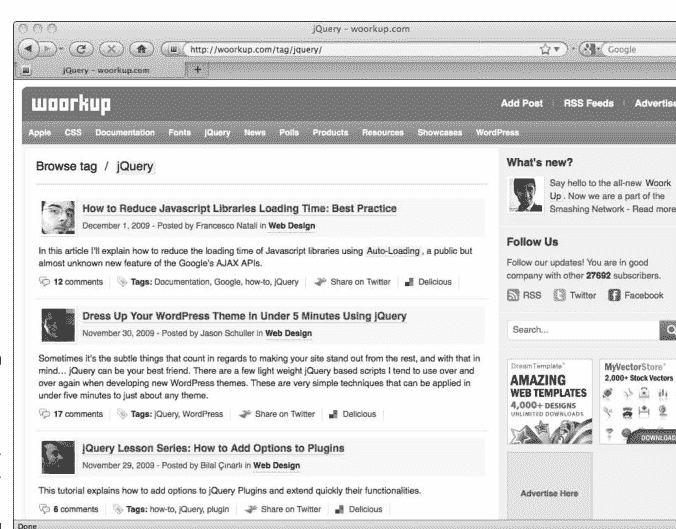 jQuery – woorkup.com
http://woorkup.com/tag/jquery/
Google
jQuery – woorkup.com
+
woorkup
Add Post
RSS Feeds
Advertise
Apple CSS Documentation Fonts jQuery News Polls Products Resources Showcases WordPress
Browse tag / jQuery
How to Reduce Javascript Libraries Loading Time: Best Practice
December 1, 2009 - Posted by Francesco Natali in Web Design
In this article I'll explain how to reduce the loading time of Javascript libraries using Auto-Loading, a public but
almost unknown new feature of the Google's AJAX APIs.
12 comments Tags: Documentation, Google, how-to, jQuery Share on Twitter Delicious
Dress Up Your WordPress Theme in Under 5 Minutes Using jQuery
November 30, 2009 - Posted by Jason Schuller in Web Design
Sometimes it's the subtle things that count in regards to making your site stand out from the rest, and with that in
mind... jQuery can be your best friend. There are a few light weight jQuery based scripts I tend to use over and
over again when developing new WordPress themes. These are very simple techniques that can be applied in
under five minutes to just about any theme.
17 comments Tags: jQuery, WordPress Share on Twitter Delicious
jQuery Lesson Series: How to Add Options to Plugins
November 29, 2009 - Posted by Bilal Çınarlı in Web Design
This tutorial explains how to add options to jQuery Plugins and extend quickly their functionalities.
6 comments Tags: how-to, jQuery, plugin Share on Twitter Delicious
What's new?
Say hello to the all-new Woork
Up . Now we are a part of the
Smashing Network - Read more
Follow Us
Follow our updates! You are in good
company with other 27692 subscribers.
RSS Twitter Facebook
Search...
DreamTemplate
AMAZING
WEB TEMPLATES
4,000+ DESIGNS
UNLIMITED DOWNLOADS
MyVectorStore
2,000+ Stock Vectors
DOWNLOAD
Advertise Here
Done